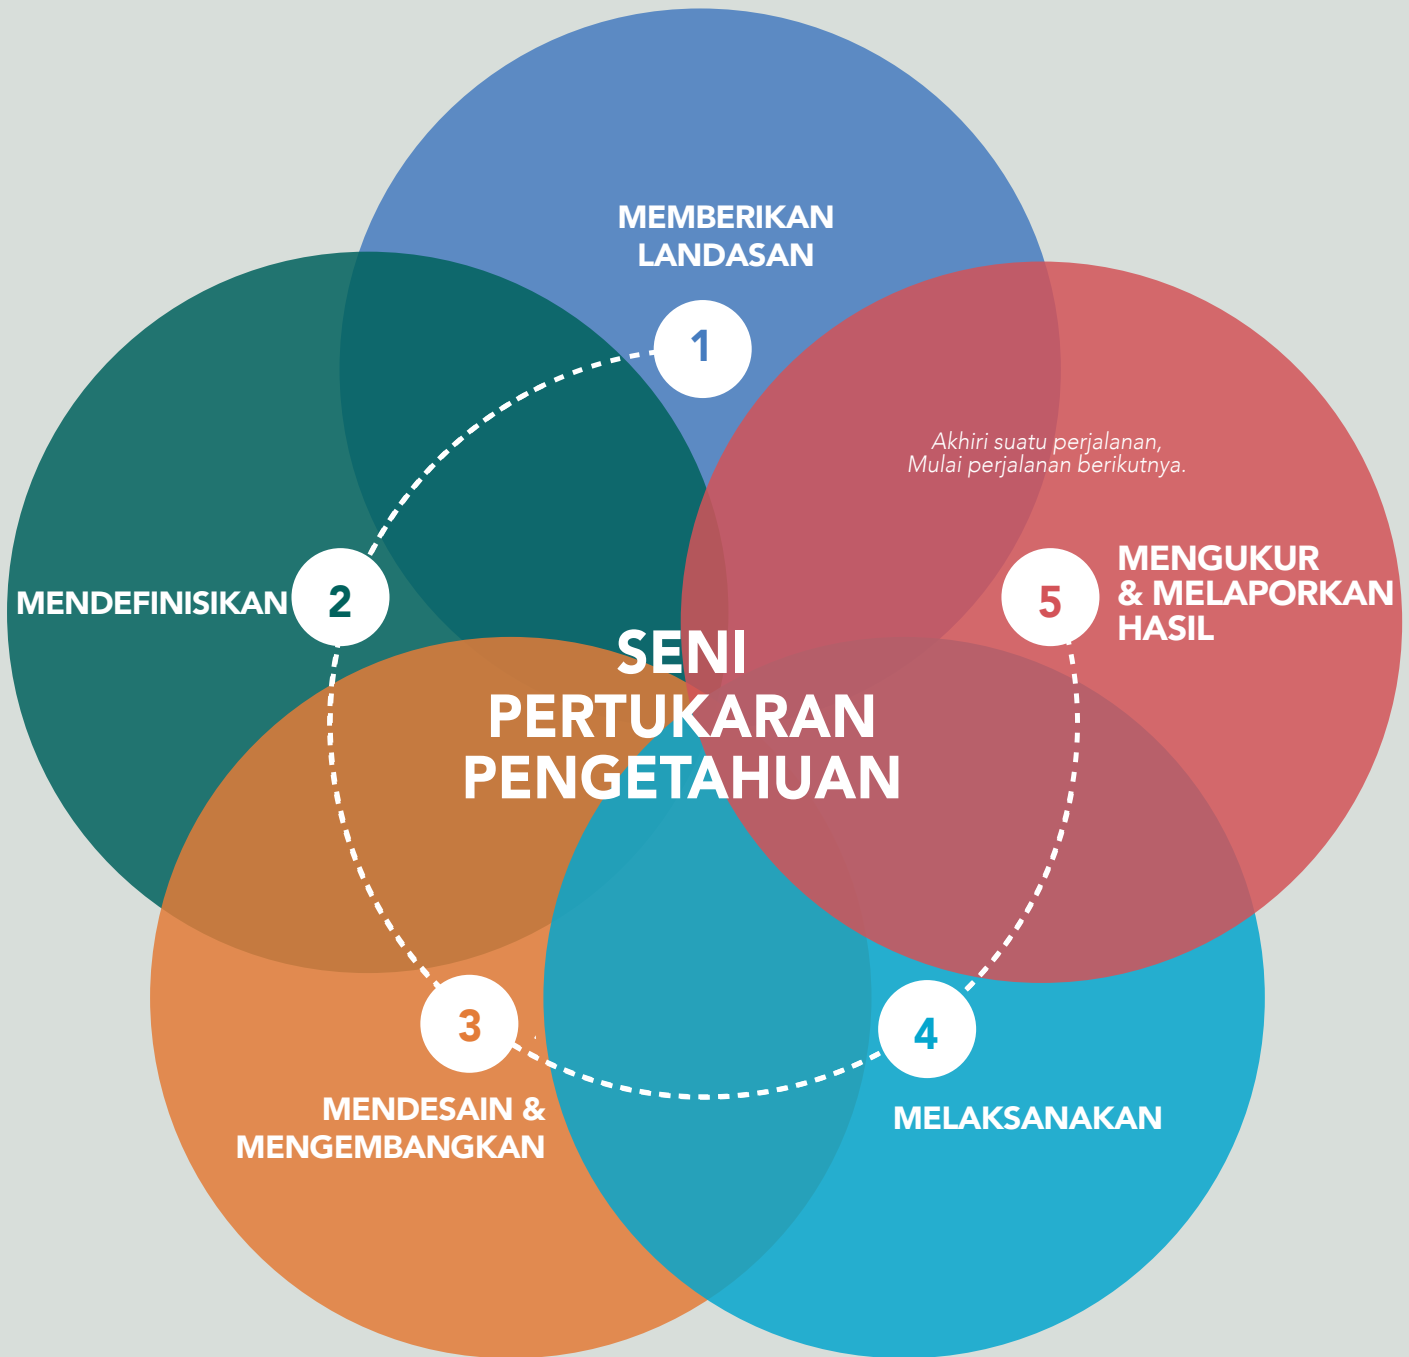 MEMBERIKAN
LANDASAN
1
Akhiri suatu perjalanan,
Mulai perjalanan berikutnya.
MENDEFINISIKAN
2
5
MENGUKUR
& MELAPORKAN
HASIL
SENI
PERTUKARAN
PENGETAHUAN
3
MENDESAIN &
MENGEMBANGKAN
4
MELAKSANAKAN